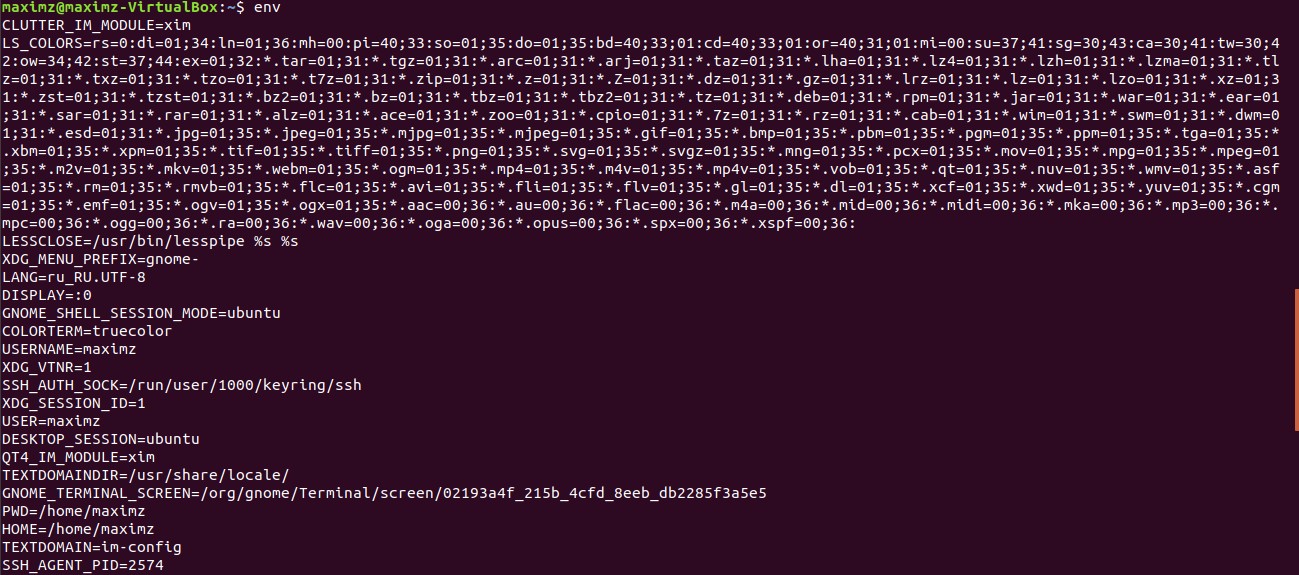 maximz@maximz-VirtualBox:~$ env
CLUTTER_IM_MODULE=xim
LS_COLORS=rs=0:di=01;34:ln=01;36:mh=00:pi=40;33:so=01;35:do=01;35:bd=40;33;01:cd=40;33;01:or=40;31;01:mi=00:su=37;41:sg=30;43:ca=30;41:tw=30;4
2:ow=34;42:st=37;44:ex=01;32:*.tar=01;31:*.tgz=01;31:*.arc=01;31:*.arj=01;31:*.taz=01;31:*.lha=01;31:*.lz4=01;31:*.lzh=01;31:*.lzma=01;31:*.tl
z=01;31:*.txz=01;31:*.tzo=01;31:*.t7z=01;31:*.zip=01;31:*.z=01;31:*.Z=01;31:*.dz=01;31:*.gz=01;31:*.lrz=01;31:*.lz=01;31:*.lzo=01;31:*.xz=01;3
1:*.zst=01;31:*.tzst=01;31:*.bz2=01;31:*.bz=01;31:*.tbz=01;31:*.tbz2=01;31:*.tz=01;31:*.deb=01;31:*.rpm=01;31:*.jar=01;31:*.war=01;31:*.ear=01
;31:*.sar=01;31:*.rar=01;31:*.alz=01;31:*.ace=01;31:*.zoo=01;31:*.cpio=01;31:*.7z=01;31:*.rz=01;31:*.cab=01;31:*.wim=01;31:*.swm=01;31:*.dwm=0
1;31:*.esd=01;31:*.jpg=01;35:*.jpeg=01;35:*.mjpg=01;35:*.mjpeg=01;35:*.gif=01;35:*.bmp=01;35:*.pbm=01;35:*.pgm=01;35:*.ppm=01;35:*.tga=01;35:*
.xbm=01;35:*.xpm=01;35:*.tif=01;35:*.tiff=01;35:*.png=01;35:*.svg=01;35:*.svgz=01;35:*.mng=01;35:*.pcx=01;35:*.mov=01;35:*.mpg=01;35:*.mpeg=01
;35:*.m2v=01;35:*.mkv=01;35:*.webm=01;35:*.ogm=01;35:*.mp4=01;35:*.m4v=01;35:*.mp4v=01;35:*.vob=01;35:*.qt=01;35:*.nuv=01;35:*.wmv=01;35:*.asf
=01;35:*.rm=01;35:*.rmvb=01;35:*.flc=01;35:*.avi=01;35:*.fli=01;35:*.flv=01;35:*.gl=01;35:*.dl=01;35:*.xcf=01;35:*.xwd=01;35:*.yuv=01;35:*.cgm
=01;35:*.emf=01;35:*.ogv=01;35:*.ogx=01;35:*.aac=00;36:*.au=00;36:*.flac=00;36:*.m4a=00;36:*.mid=00;36:*.midi=00;36:*.mka=00;36:*.mp3=00;36:*.
mpc=00;36:*.ogg=00;36:*.ra=00;36:*.wav=00;36:*.oga=00;36:*.opus=00;36:*.spx=00;36:*.xspf=00;36:
LESSCLOSE=/usr/bin/lesspipe %s %s
XDG_MENU_PREFIX=gnome-
LANG=ru_RU.UTF-8
DISPLAY=:0
GNOME_SHELL_SESSION_MODE=ubuntu
COLORTERM=truecolor
USERNAME=maximz
XDG_VTNR=1
SSH_AUTH_SOCK=/run/user/1000/keyring/ssh
XDG_SESSION_ID=1
USER=maximz
DESKTOP_SESSION=ubuntu
QT4_IM_MODULE=xim
TEXTDOMAINDIR=/usr/share/locale/
GNOME_TERMINAL_SCREEN=/org/gnome/Terminal/screen/02193a4f_215b_4cfd_8eeb_db2285f3a5e5
PWD=/home/maximz
HOME=/home/maximz
TEXTDOMAIN=im-config
SSH_AGENT_PID=2574